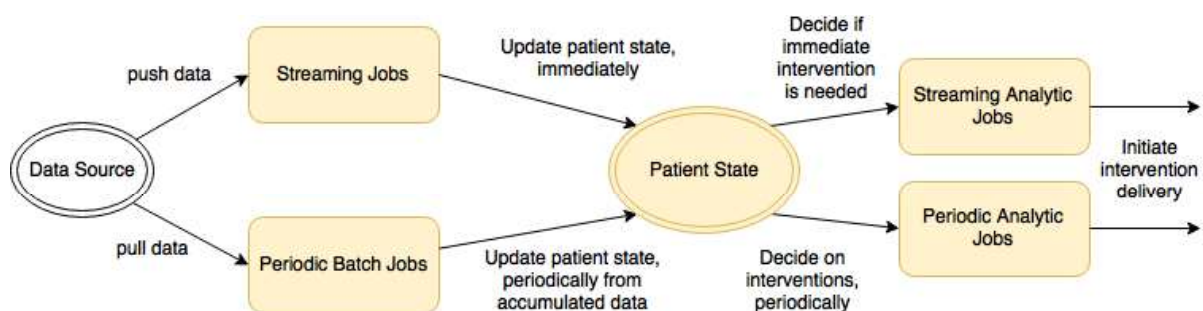 push data
Streaming Jobs
Update patient state,
immediately
Decide if
immediate
intervention
is needed
Streaming Analytic
Jobs
Data Source
Patient State
Initiate
intervention
delivery
pull data
Periodic Batch Jobs
Update patient state,
periodically from
accumulated data
Decide on
interventions,
periodically
Periodic Analytic
Jobs